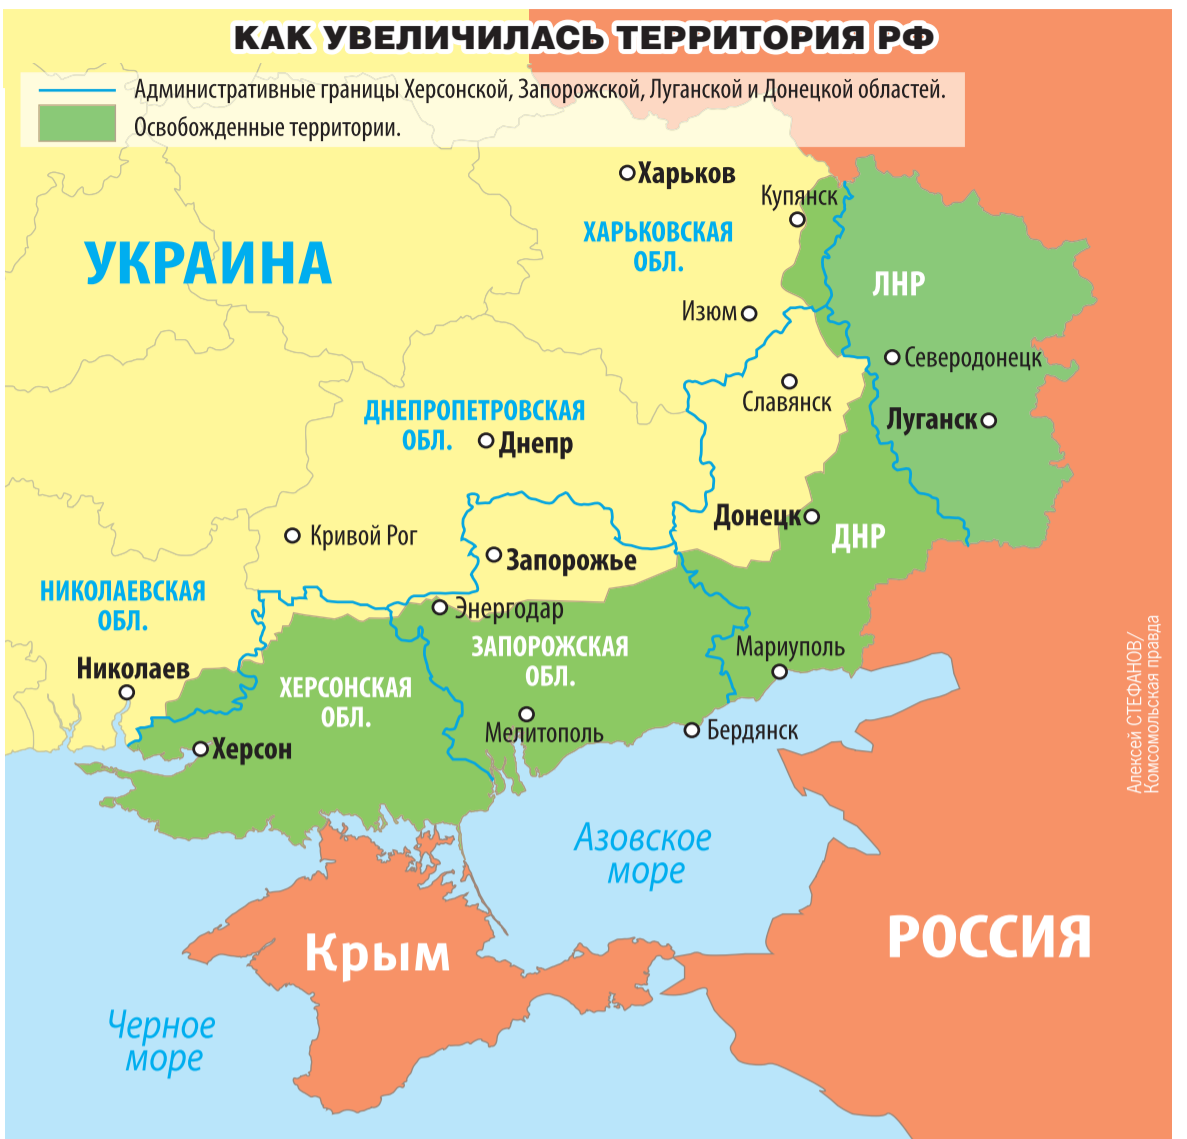 КАК УВЕЛИЧИЛАСЬ ТЕРРИТОРИЯ РФ
Административные границы Херсонской, Запорожской, Луганской и Донецкой областей.
Освобожденные территории.
Харьков
Купянск
УКРАИНА
ХАРЬКОВСКАЯ
ОБЛ.
ЛНР
Изюм
Северодонецк
Славянск
ДНЕПРОПЕТРОВСКАЯ
ОБЛ.
Днепр
Луганск
Донецк
ДНР
Кривой Рог
Запорожье
НИКОЛАЕВСКАЯ
ОБЛ.
Энергодар
ЗАПОРОЖСКАЯ
ОБЛ.
Мариуполь
Николаев
ХЕРСОНСКАЯ
ОБЛ.
Мелитополь
Бердянск
Херсон
Алексей СТЕФАНОВ/
Комсомольская правда
Азовское
море
РОССИЯ
Крым
Черное
море